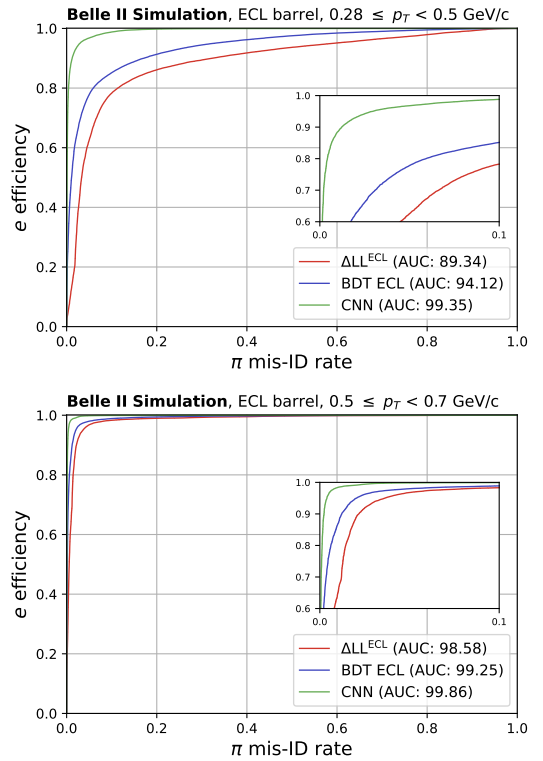 Belle II Simulation, ECL barrel, 0.28 ≤ p_T < 0.5 GeV/c
1.0
0.8
0.6
0.4
0.2
0.0
e efficiency
1.0
0.9
0.8
0.7
0.6
0.0 0.1
ΔLL^ECL (AUC: 89.34)
BDT ECL (AUC: 94.12)
CNN (AUC: 99.35)
0.0 0.2 0.4 0.6 0.8 1.0
π mis-ID rate
Belle II Simulation, ECL barrel, 0.5 ≤ p_T < 0.7 GeV/c
1.0
0.8
0.6
0.4
0.2
0.0
e efficiency
1.0
0.9
0.8
0.7
0.6
0.0 0.1
ΔLL^ECL (AUC: 98.58)
BDT ECL (AUC: 99.25)
CNN (AUC: 99.86)
0.0 0.2 0.4 0.6 0.8 1.0
π mis-ID rate